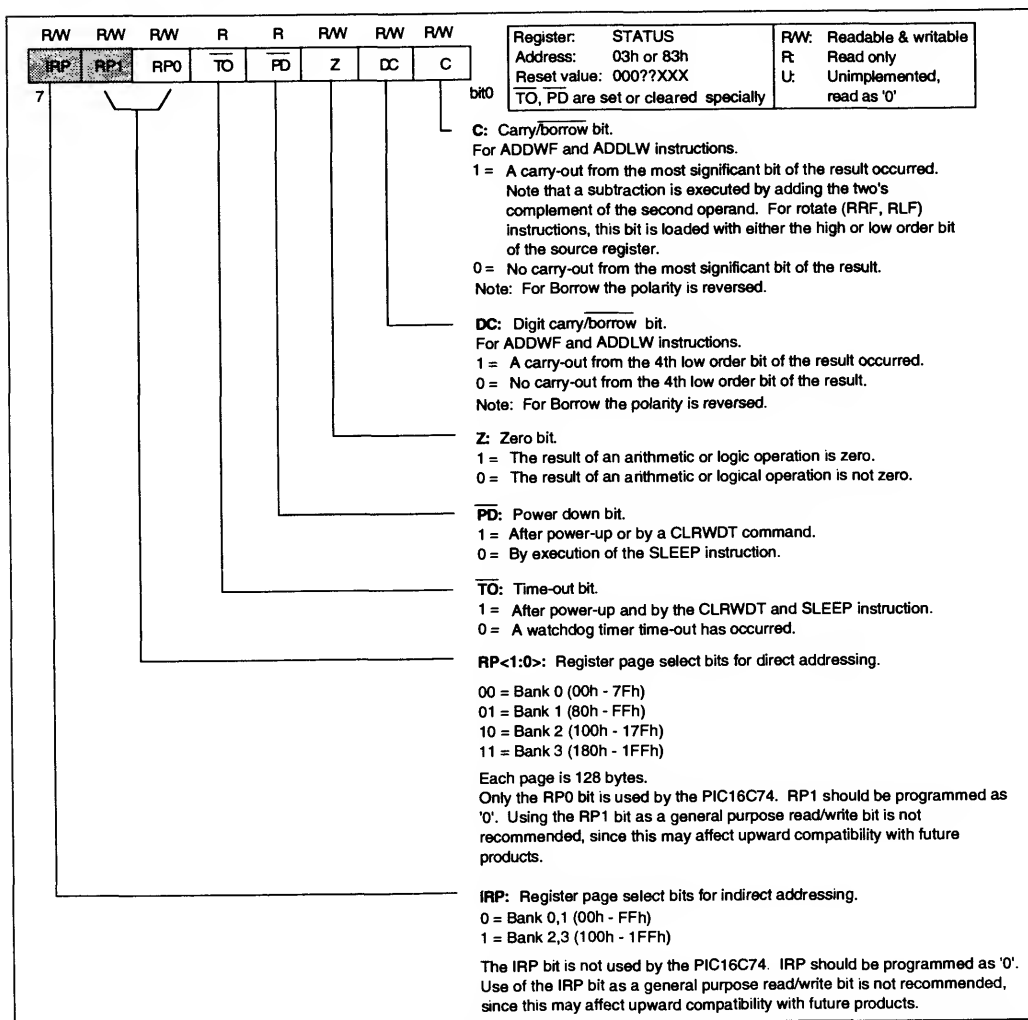 R/W R/W R/W R R R/W R/W R/W
IRP RP1 RP0 T̅O̅ P̅D̅ Z DC C
7 bit0
Register: STATUS
Address: 03h or 83h
Reset value: 000??XXX
T̅O̅, P̅D̅ are set or cleared specially
R/W: Readable & writable
R: Read only
U: Unimplemented,
read as '0'
C: Carry/b̅o̅r̅r̅o̅w̅ bit.
For ADDWF and ADDLW instructions.
1 = A carry-out from the most significant bit of the result occurred.
Note that a subtraction is executed by adding the two's
complement of the second operand. For rotate (RRF, RLF)
instructions, this bit is loaded with either the high or low order bit
of the source register.
0 = No carry-out from the most significant bit of the result.
Note: For Borrow the polarity is reversed.
DC: Digit carry/b̅o̅r̅r̅o̅w̅ bit.
For ADDWF and ADDLW instructions.
1 = A carry-out from the 4th low order bit of the result occurred.
0 = No carry-out from the 4th low order bit of the result.
Note: For Borrow the polarity is reversed.
Z: Zero bit.
1 = The result of an arithmetic or logic operation is zero.
0 = The result of an arithmetic or logical operation is not zero.
P̅D̅: Power down bit.
1 = After power-up or by a CLRWDT command.
0 = By execution of the SLEEP instruction.
T̅O̅: Time-out bit.
1 = After power-up and by the CLRWDT and SLEEP instruction.
0 = A watchdog timer time-out has occurred.
RP<1:0>: Register page select bits for direct addressing.
00 = Bank 0 (00h - 7Fh)
01 = Bank 1 (80h - FFh)
10 = Bank 2 (100h - 17Fh)
11 = Bank 3 (180h - 1FFh)
Each page is 128 bytes.
Only the RP0 bit is used by the PIC16C74. RP1 should be programmed as
'0'. Using the RP1 bit as a general purpose read/write bit is not
recommended, since this may affect upward compatibility with future
products.
IRP: Register page select bits for indirect addressing.
0 = Bank 0,1 (00h - FFh)
1 = Bank 2,3 (100h - 1FFh)
The IRP bit is not used by the PIC16C74. IRP should be programmed as '0'.
Use of the IRP bit as a general purpose read/write bit is not recommended,
since this may affect upward compatibility with future products.